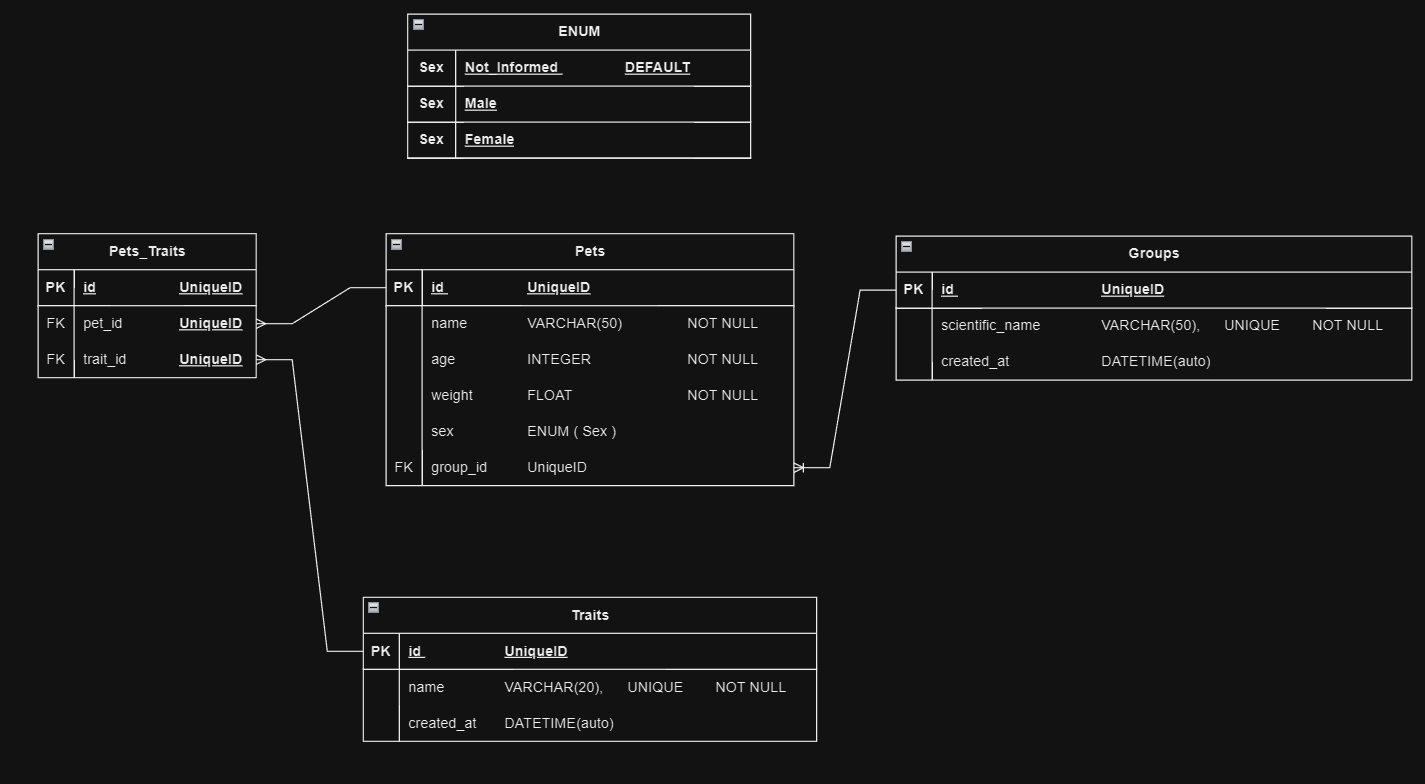 ENUM
Sex Not_Informed DEFAULT
Sex Male
Sex Female
Pets_Traits
PK id UniqueID
FK pet_id UniqueID
FK trait_id UniqueID
Pets
PK id UniqueID
name VARCHAR(50) NOT NULL
age INTEGER NOT NULL
weight FLOAT NOT NULL
sex ENUM ( Sex )
FK group_id UniqueID
Groups
PK id UniqueID
scientific_name VARCHAR(50), UNIQUE NOT NULL
created_at DATETIME(auto)
Traits
PK id UniqueID
name VARCHAR(20), UNIQUE NOT NULL
created_at DATETIME(auto)